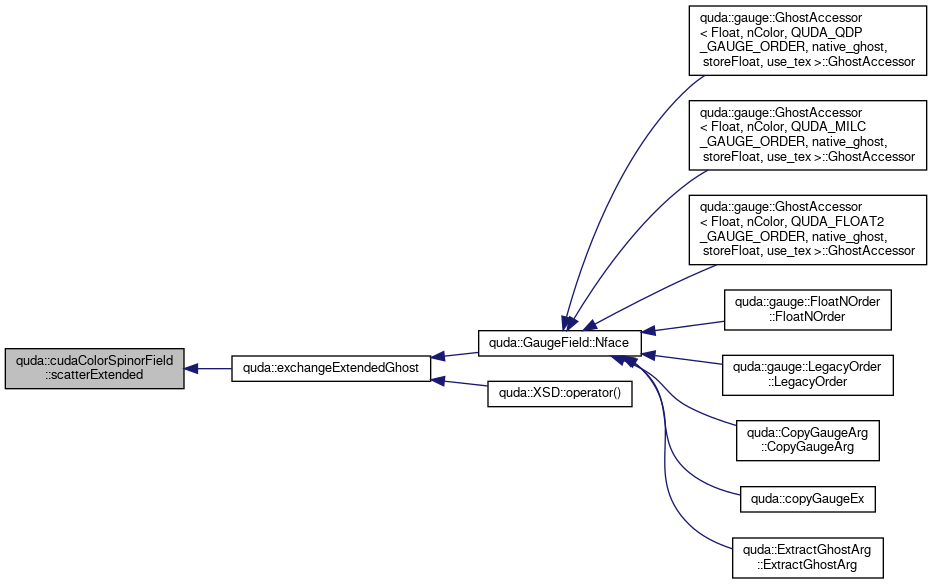 quda::gauge::GhostAccessor
< Float, nColor, QUDA_QDP
_GAUGE_ORDER, native_ghost,
storeFloat, use_tex >::GhostAccessor
quda::gauge::GhostAccessor
< Float, nColor, QUDA_MILC
_GAUGE_ORDER, native_ghost,
storeFloat, use_tex >::GhostAccessor
quda::gauge::GhostAccessor
< Float, nColor, QUDA_FLOAT2
_GAUGE_ORDER, native_ghost,
storeFloat, use_tex >::GhostAccessor
quda::gauge::FloatNOrder
::FloatNOrder
quda::GaugeField::Nface
quda::cudaColorSpinorField
::scatterExtended
quda::exchangeExtendedGhost
quda::gauge::LegacyOrder
::LegacyOrder
quda::XSD::operator()
quda::CopyGaugeArg
::CopyGaugeArg
quda::copyGaugeEx
quda::ExtractGhostArg
::ExtractGhostArg